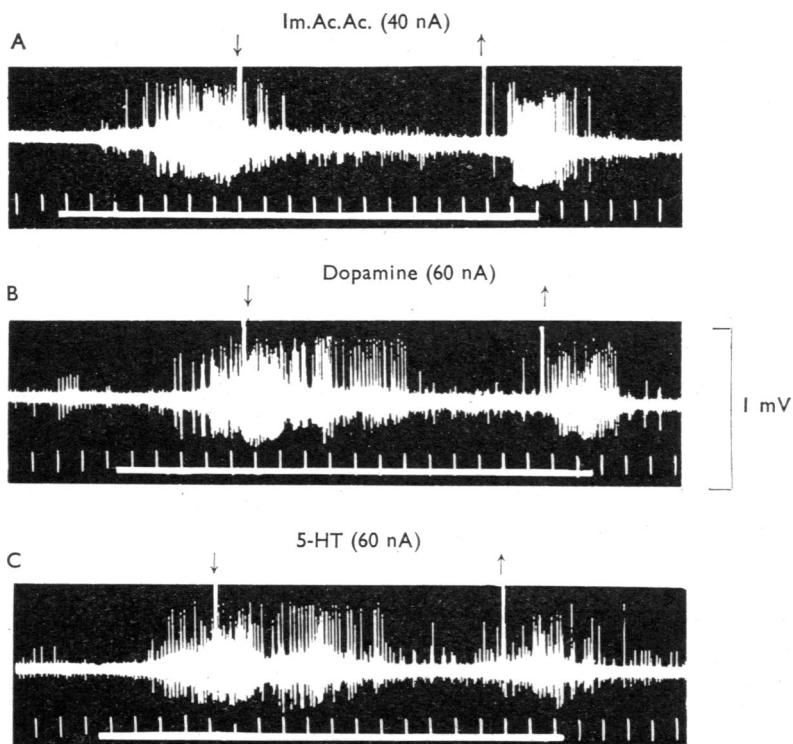 Im.Ac.Ac. (40 nA)
A
Dopamine (60 nA)
B
1 mV
5-HT (60 nA)
C